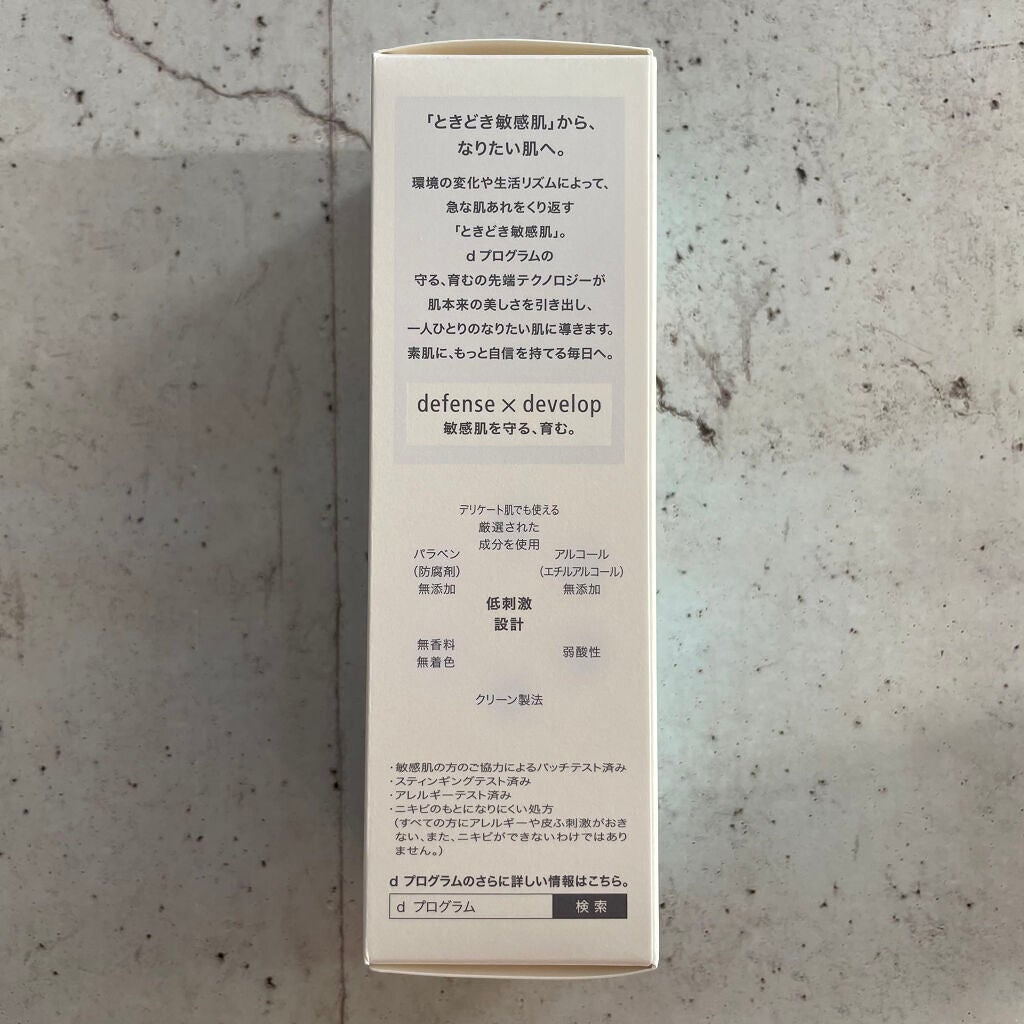 「ときどき敏感肌」から、
なりたい肌へ。
環境の変化や生活リズムによって、
急な肌あれをくり返す
「ときどき敏感肌」。
d プログラムの
守る、育むの先端テクノロジーが
肌本来の美しさを引き出し、
一人ひとりのなりたい肌に導きます。
素肌に、もっと自信を持てる毎日へ。
defense × develop
敏感肌を守る、育む。
デリケート肌でも使える
厳選された
成分を使用
パラベン
（防腐剤）
無添加
アルコール
（エチルアルコール）
無添加
低刺激
設計
無香料
無着色
弱酸性
クリーン製法
・敏感肌の方のご協力によるパッチテスト済み
・スティンギングテスト済み
・アレルギーテスト済み
・ニキビのもとになりにくい処方
（すべての方にアレルギーや皮ふ刺激がおき
ない、また、ニキビができないわけではあり
ません。）
d プログラムのさらに詳しい情報はこちら。
d プログラム 検索